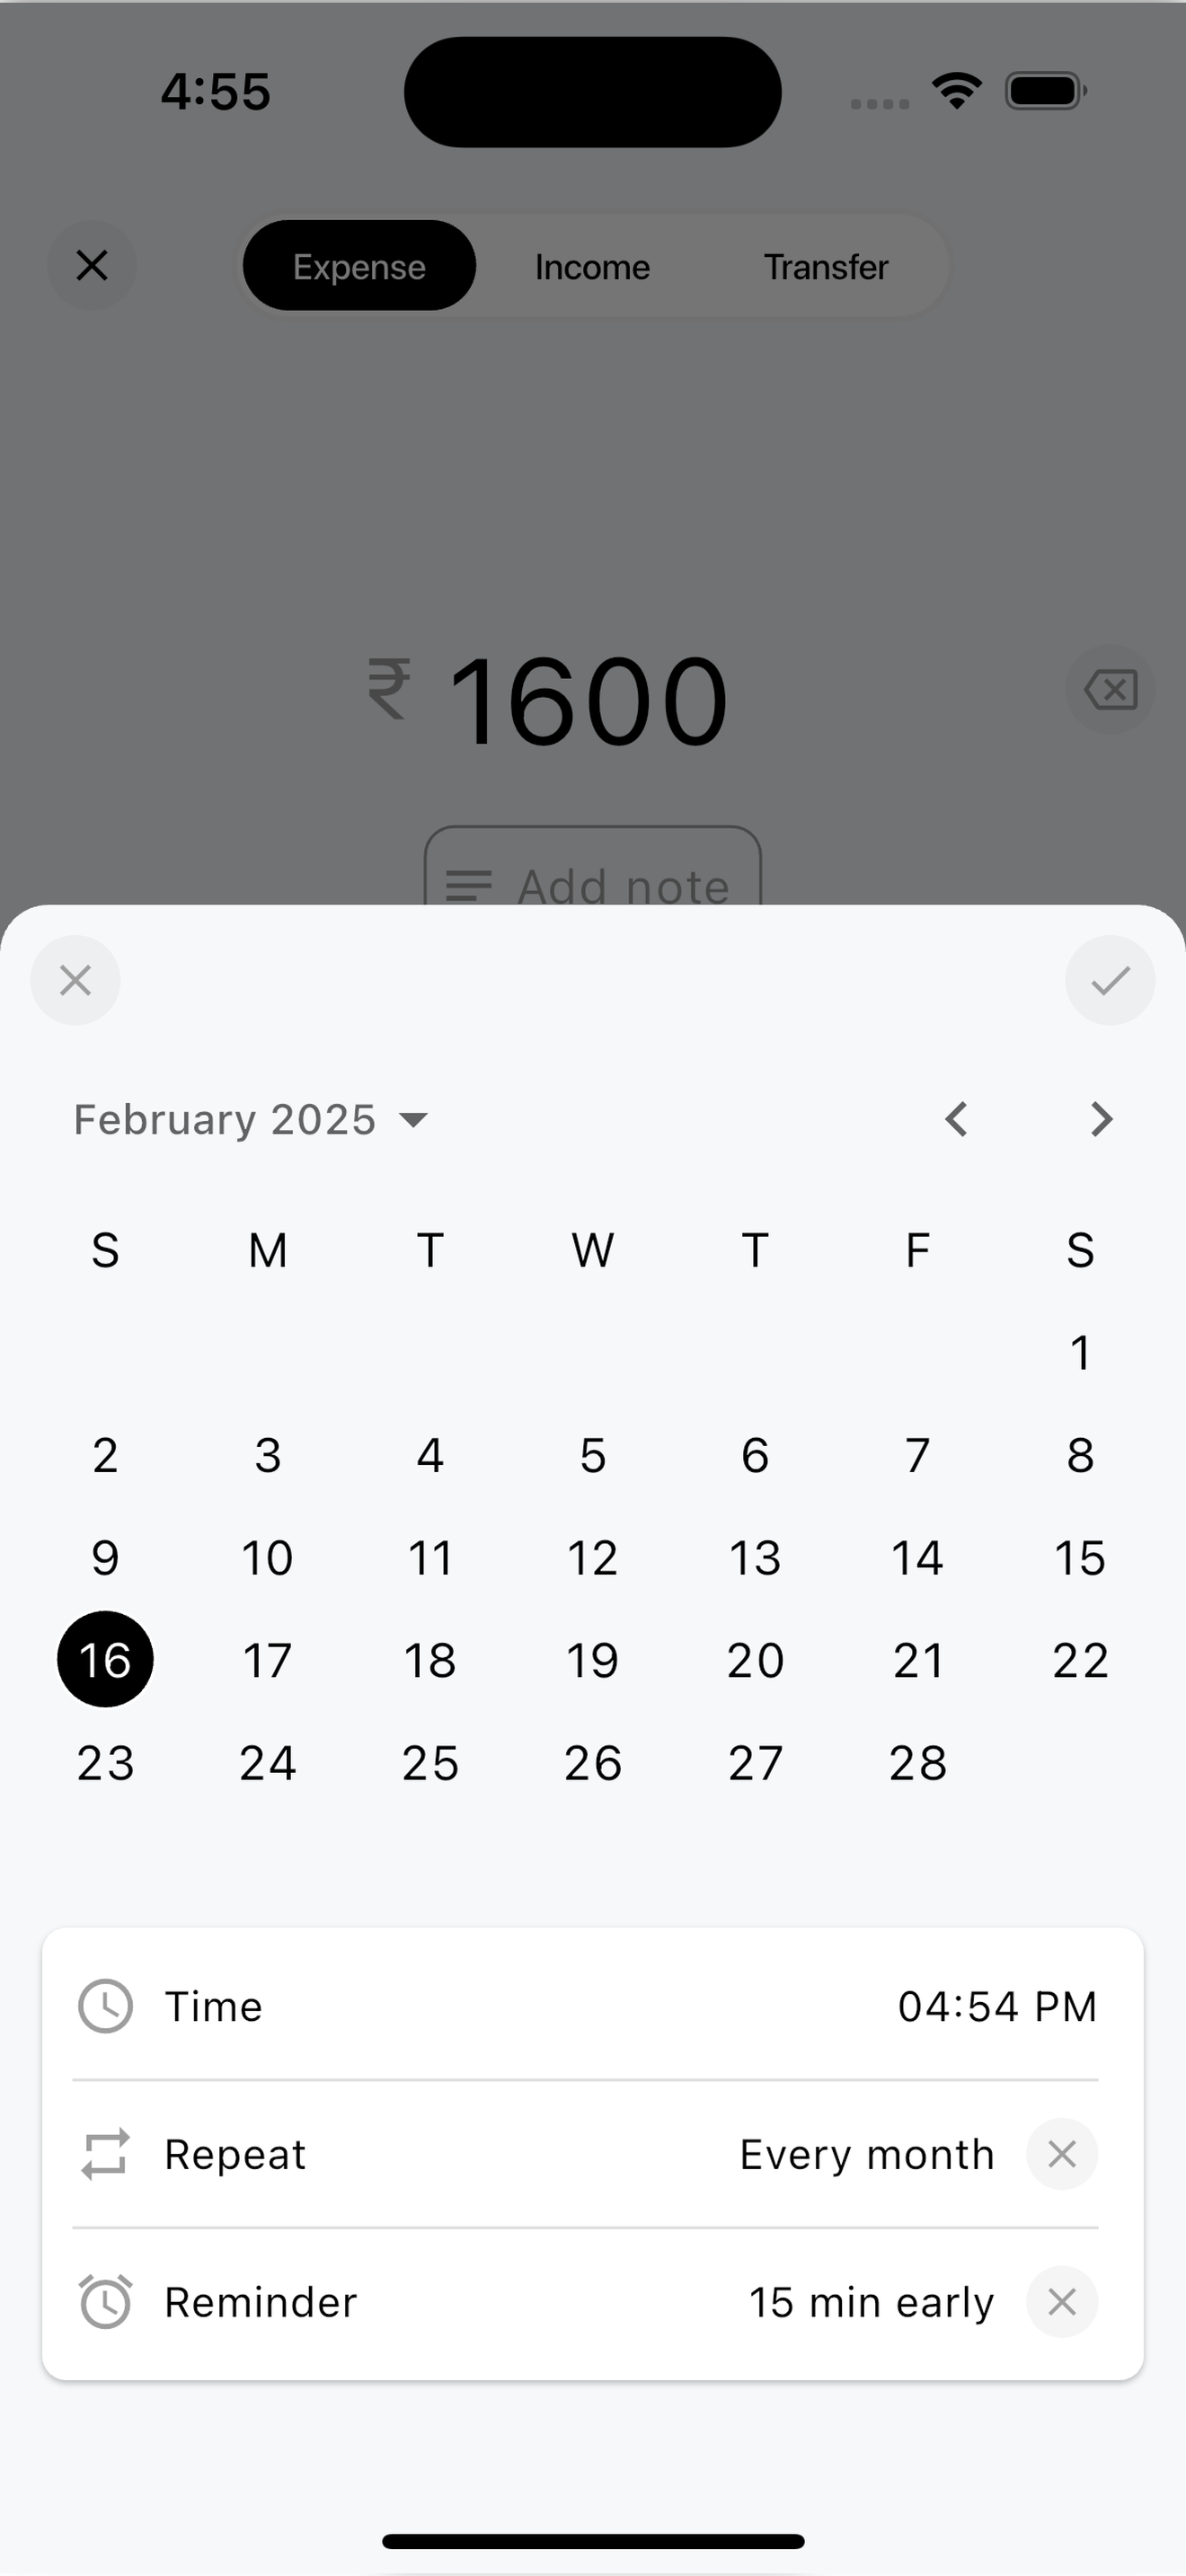 4:55
Expense Income Transfer
₹ 1600
Add note
February 2025
S M T W T F S
1
2 3 4 5 6 7 8
9 10 11 12 13 14 15
16 17 18 19 20 21 22
23 24 25 26 27 28
Time 04:54 PM
Repeat Every month
Reminder 15 min early